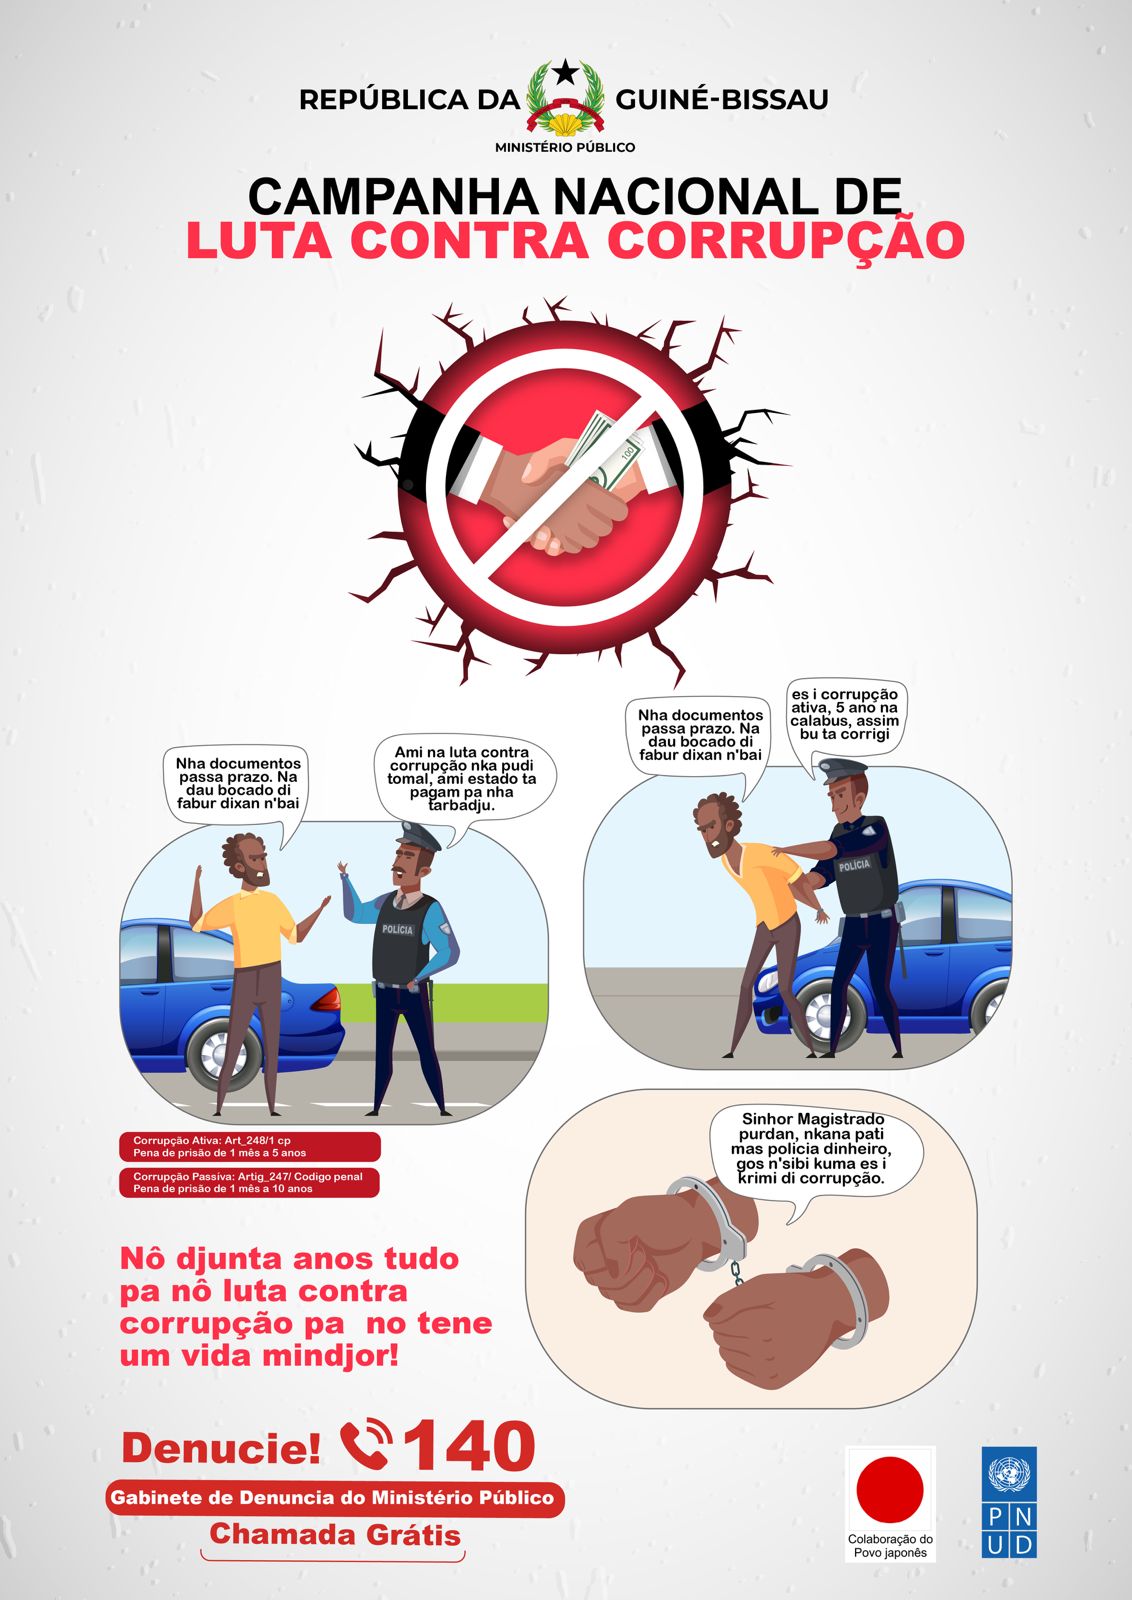 REPÚBLICA DA GUINÉ-BISSAU
MINISTÉRIO PÚBLICO
CAMPANHA NACIONAL DE
LUTA CONTRA CORRUPÇÃO
100
Nha documentos
passa prazo. Na
dau bocado di
fabur dixan n'bai
Ami na luta contra
corrupção nka pudi
tomal, ami estado ta
pagam pa nha
tarbadju.
POLÍCIA
Nha documentos
passa prazo. Na
dau bocado di
fabur dixan n'bai
es i corrupção
ativa, 5 ano na
calabus, assim
bu ta corrigi
POLÍCIA
Corrupção Ativa: Art_248/1 cp
Pena de prisão de 1 mês a 5 anos
Corrupção Passíva: Artig_247/ Codigo penal
Pena de prisão de 1 mês a 10 anos
Sinhor Magistrado
purdan, nkana pati
mas policia dinheiro,
gos n'sibi kuma es i
krimi di corrupção.
Nô djunta anos tudo
pa nô luta contra
corrupção pa no tene
um vida mindjor!
Denucie! 140
Gabinete de Denuncia do Ministério Público
Chamada Grátis
Colaboração do
Povo japonês
P N
U D